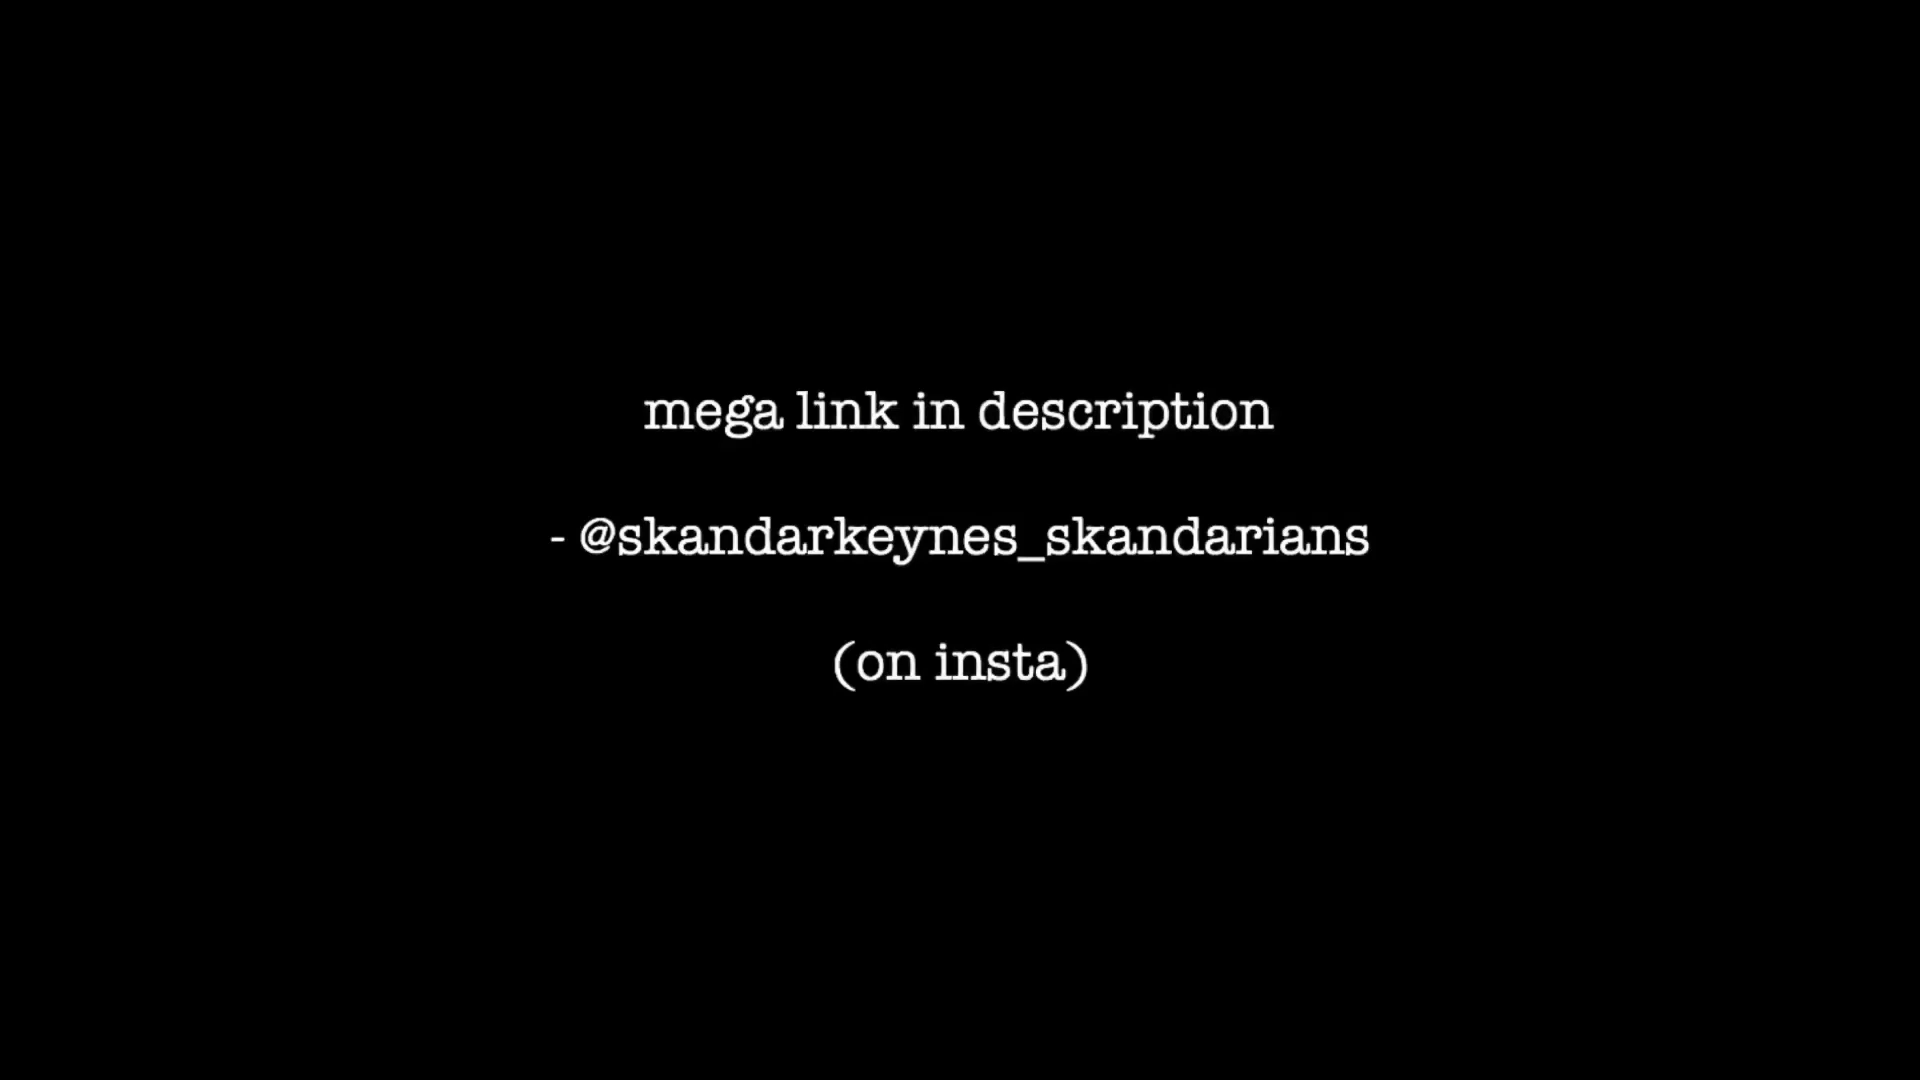 mega link in description
- @skandarkeynes_skandarians
(on insta)